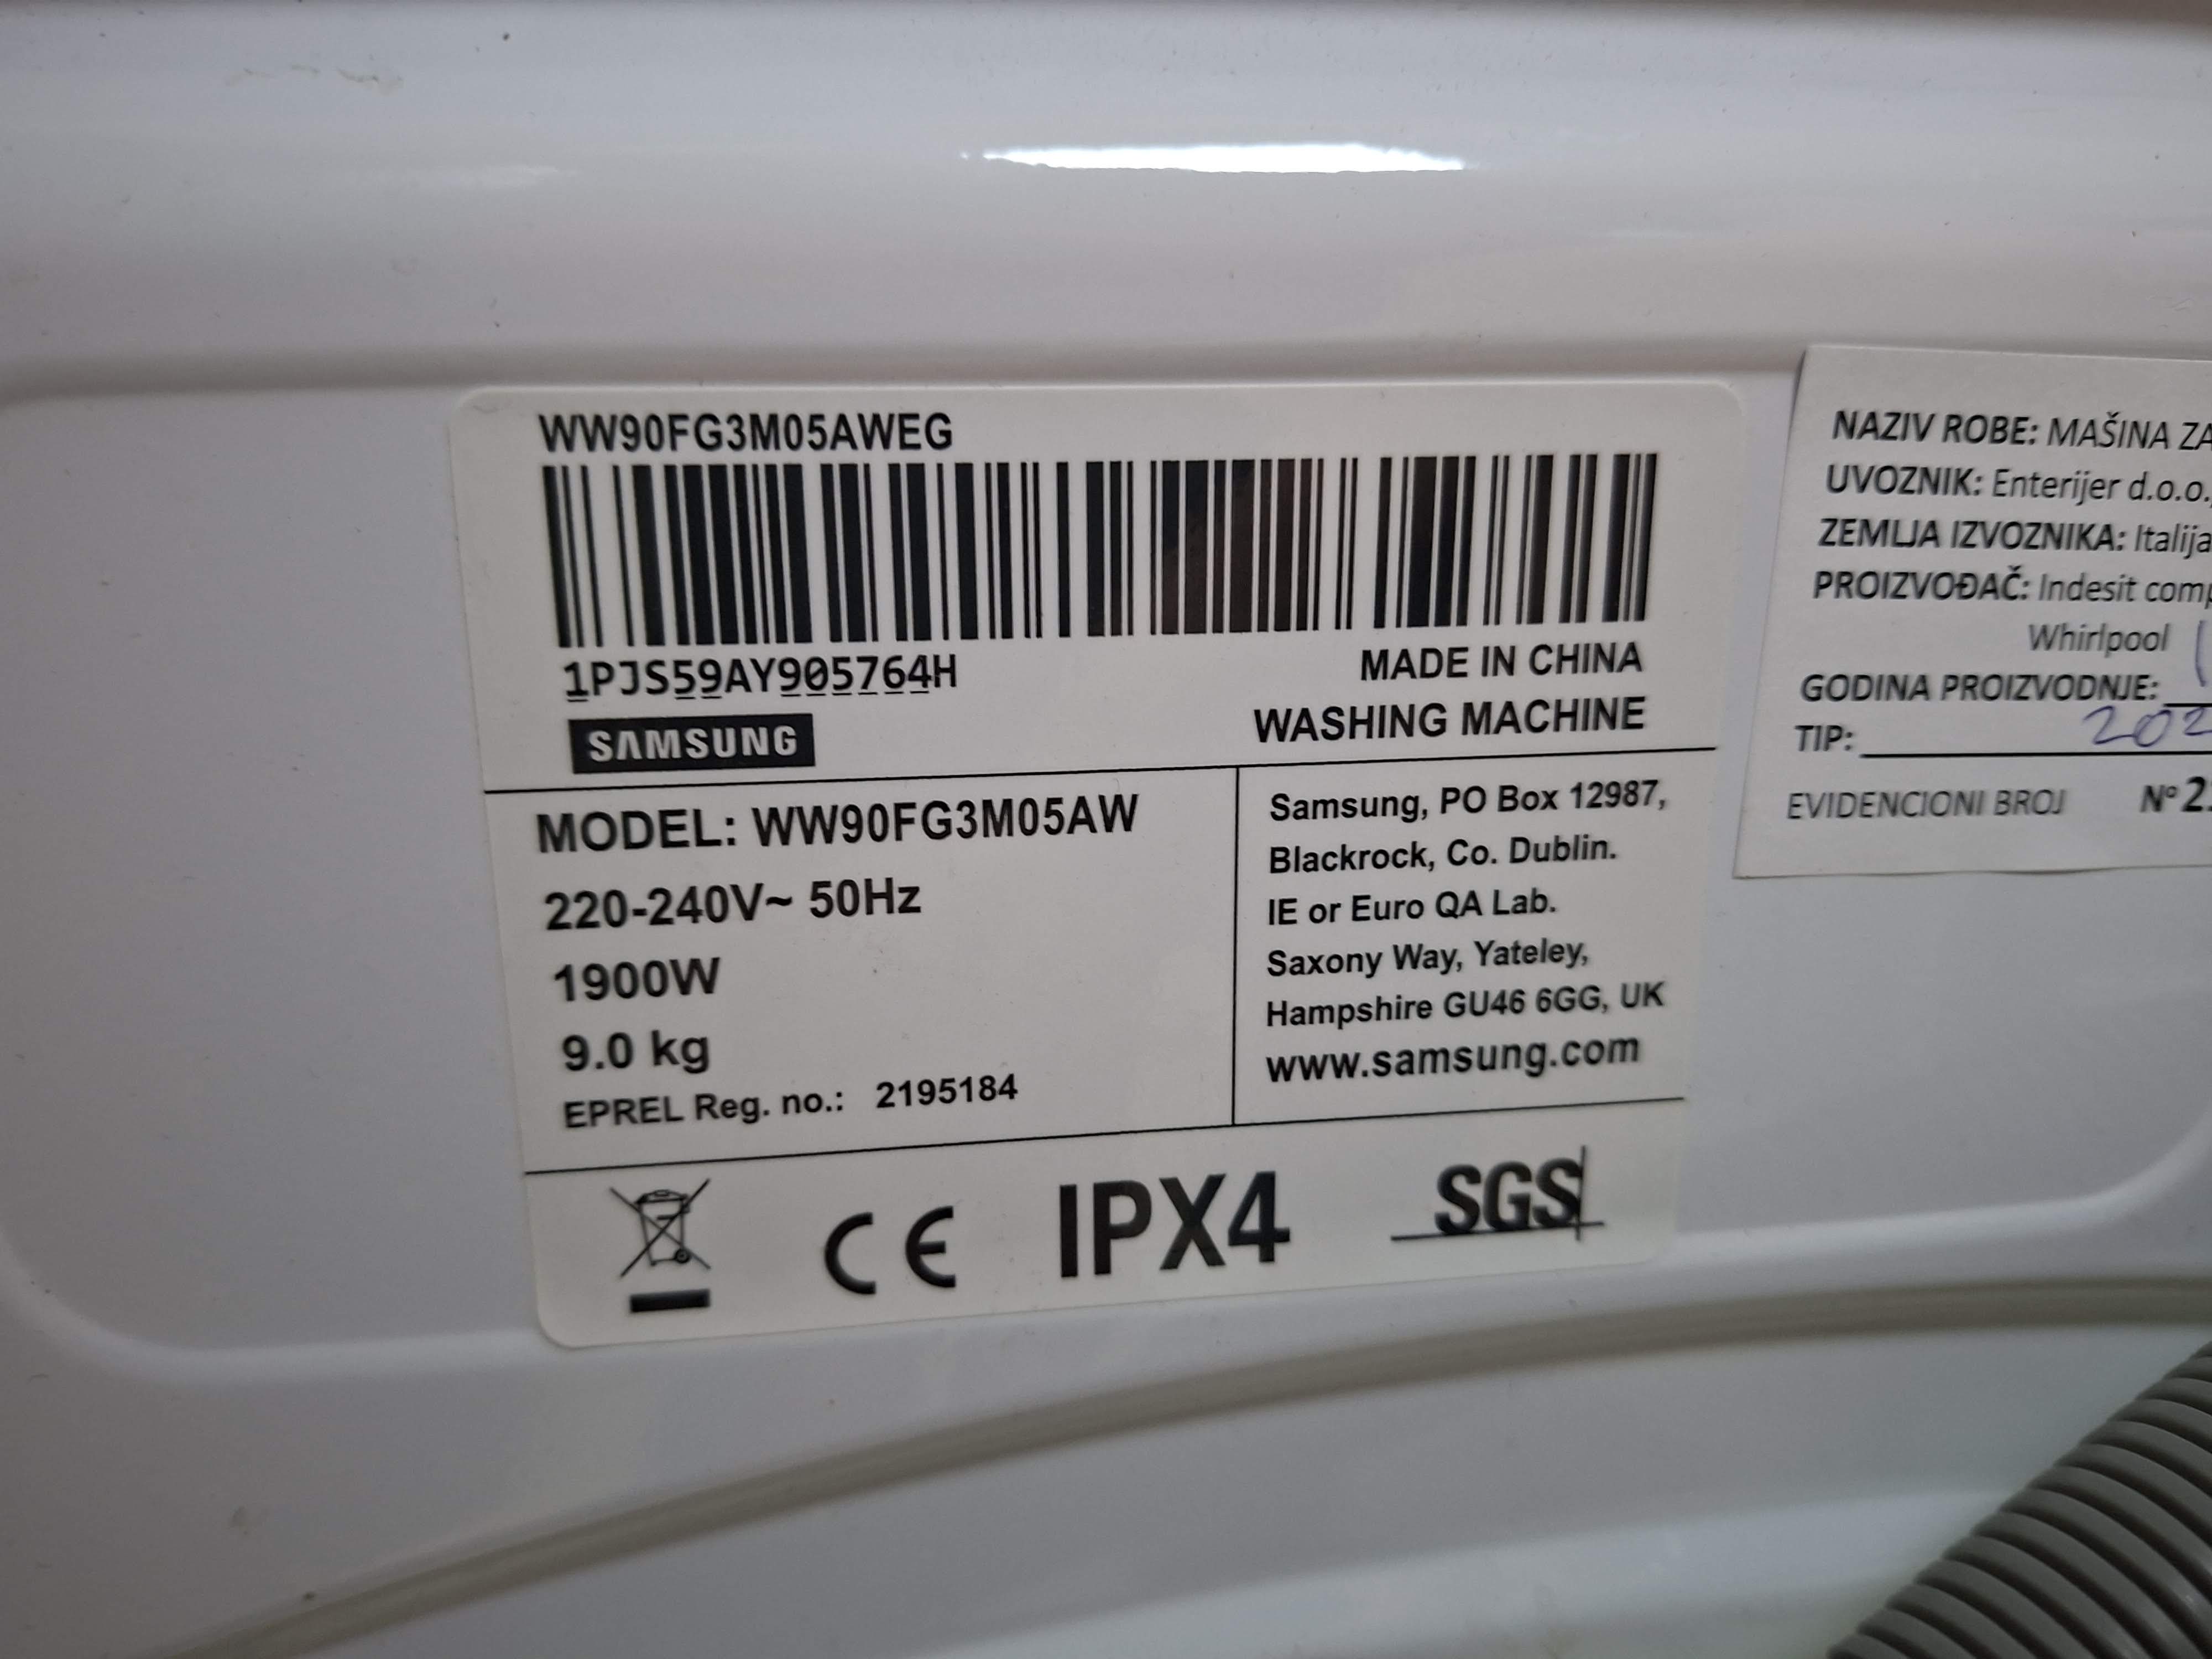 WW90FG3M05AWEG
1PJS59AY905764H
MADE IN CHINA
SAMSUNG
WASHING MACHINE
MODEL: WW90FG3M05AW
220-240V~ 50Hz
1900W
9.0 kg
EPREL Reg. no.: 2195184
Samsung, PO Box 12987,
Blackrock, Co. Dublin.
IE or Euro QA Lab.
Saxony Way, Yateley,
Hampshire GU46 6GG, UK
www.samsung.com
CE IPX4 SGS
NAZIV ROBE: MAŠINA ZA
UVOZNIK: Enterijer d.o.o.
ZEMLJA IZVOZNIKA: Italija
PROIZVOĐAČ: Indesit
Whirlpool
GODINA PROIZVODNJE:
TIP:
EVIDENCIONI BROJ Nº